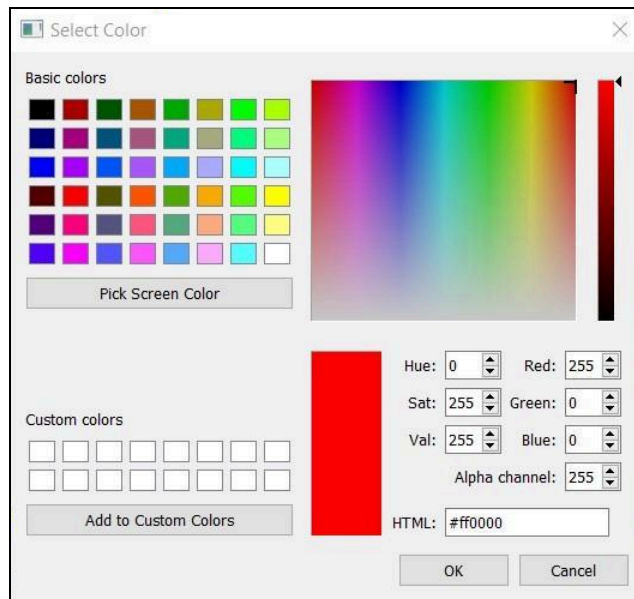 Select Color
Basic colors
Pick Screen Color
Custom colors
Add to Custom Colors
Hue: 0 Red: 255
Sat: 255 Green: 0
Val: 255 Blue: 0
Alpha channel: 255
HTML: #ff0000
OK Cancel